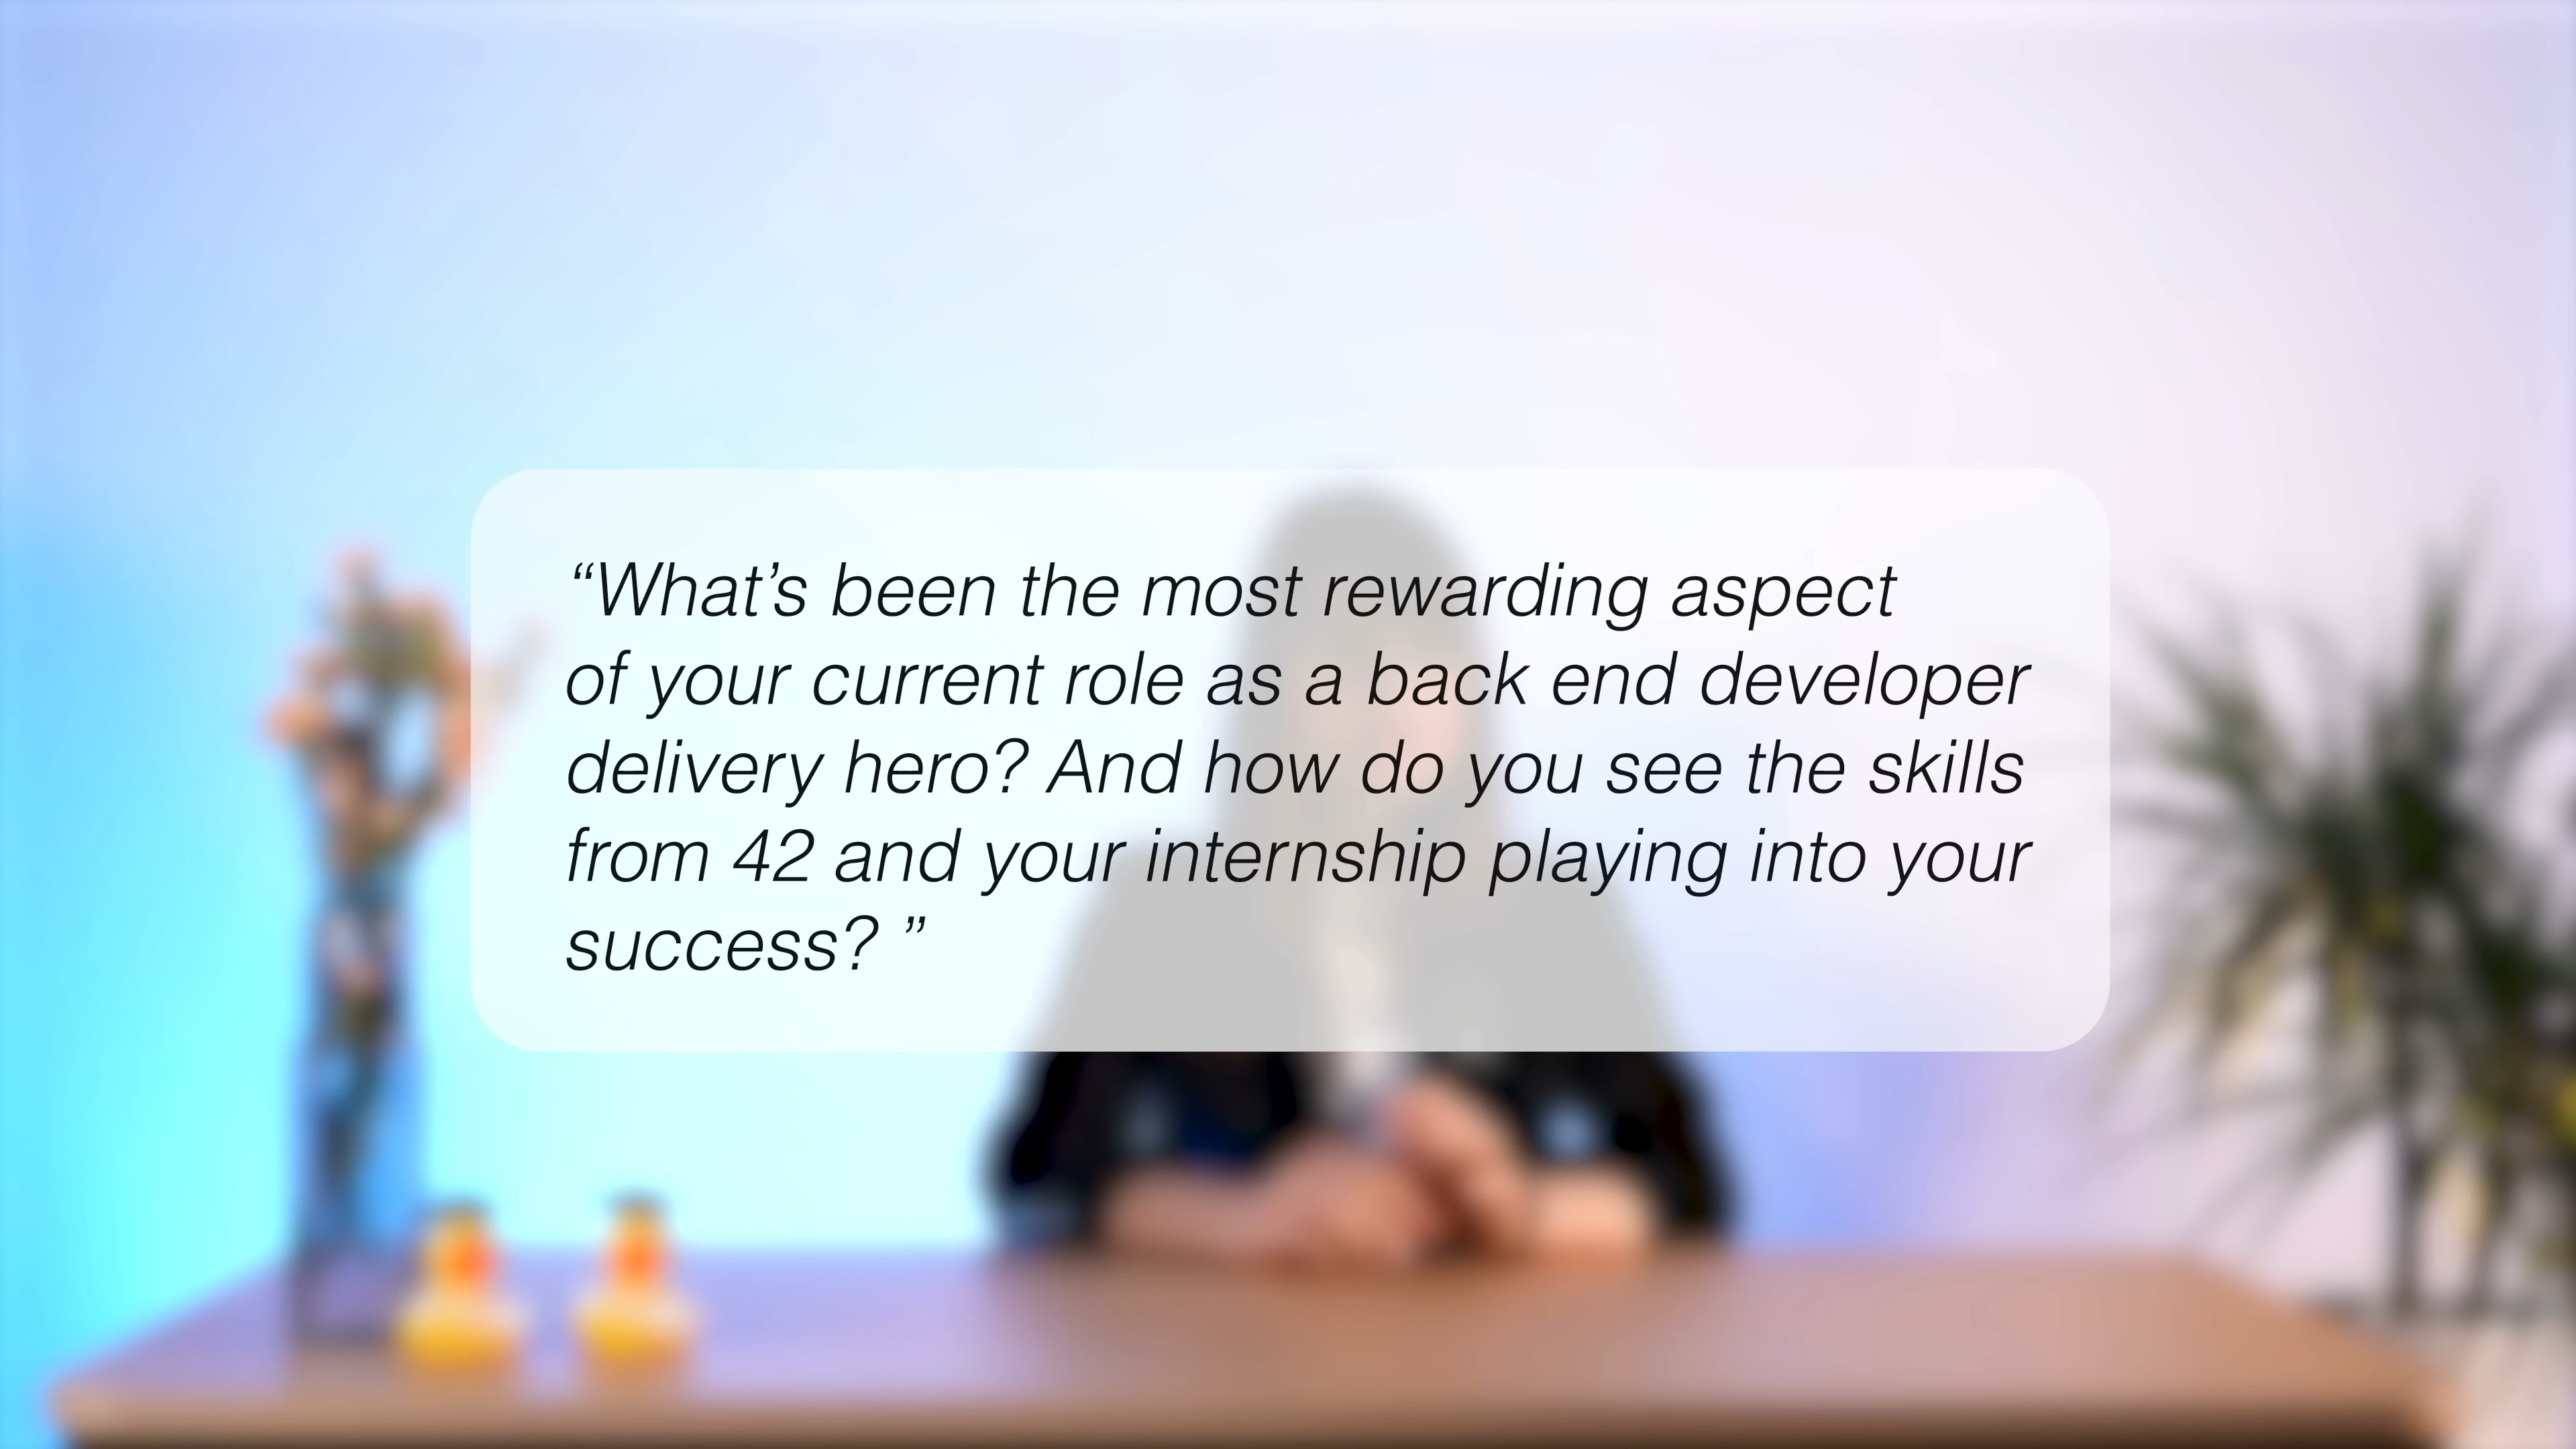 “What’s been the most rewarding aspect
of your current role as a back end developer
delivery hero? And how do you see the skills
from 42 and your internship playing into your
success? ”